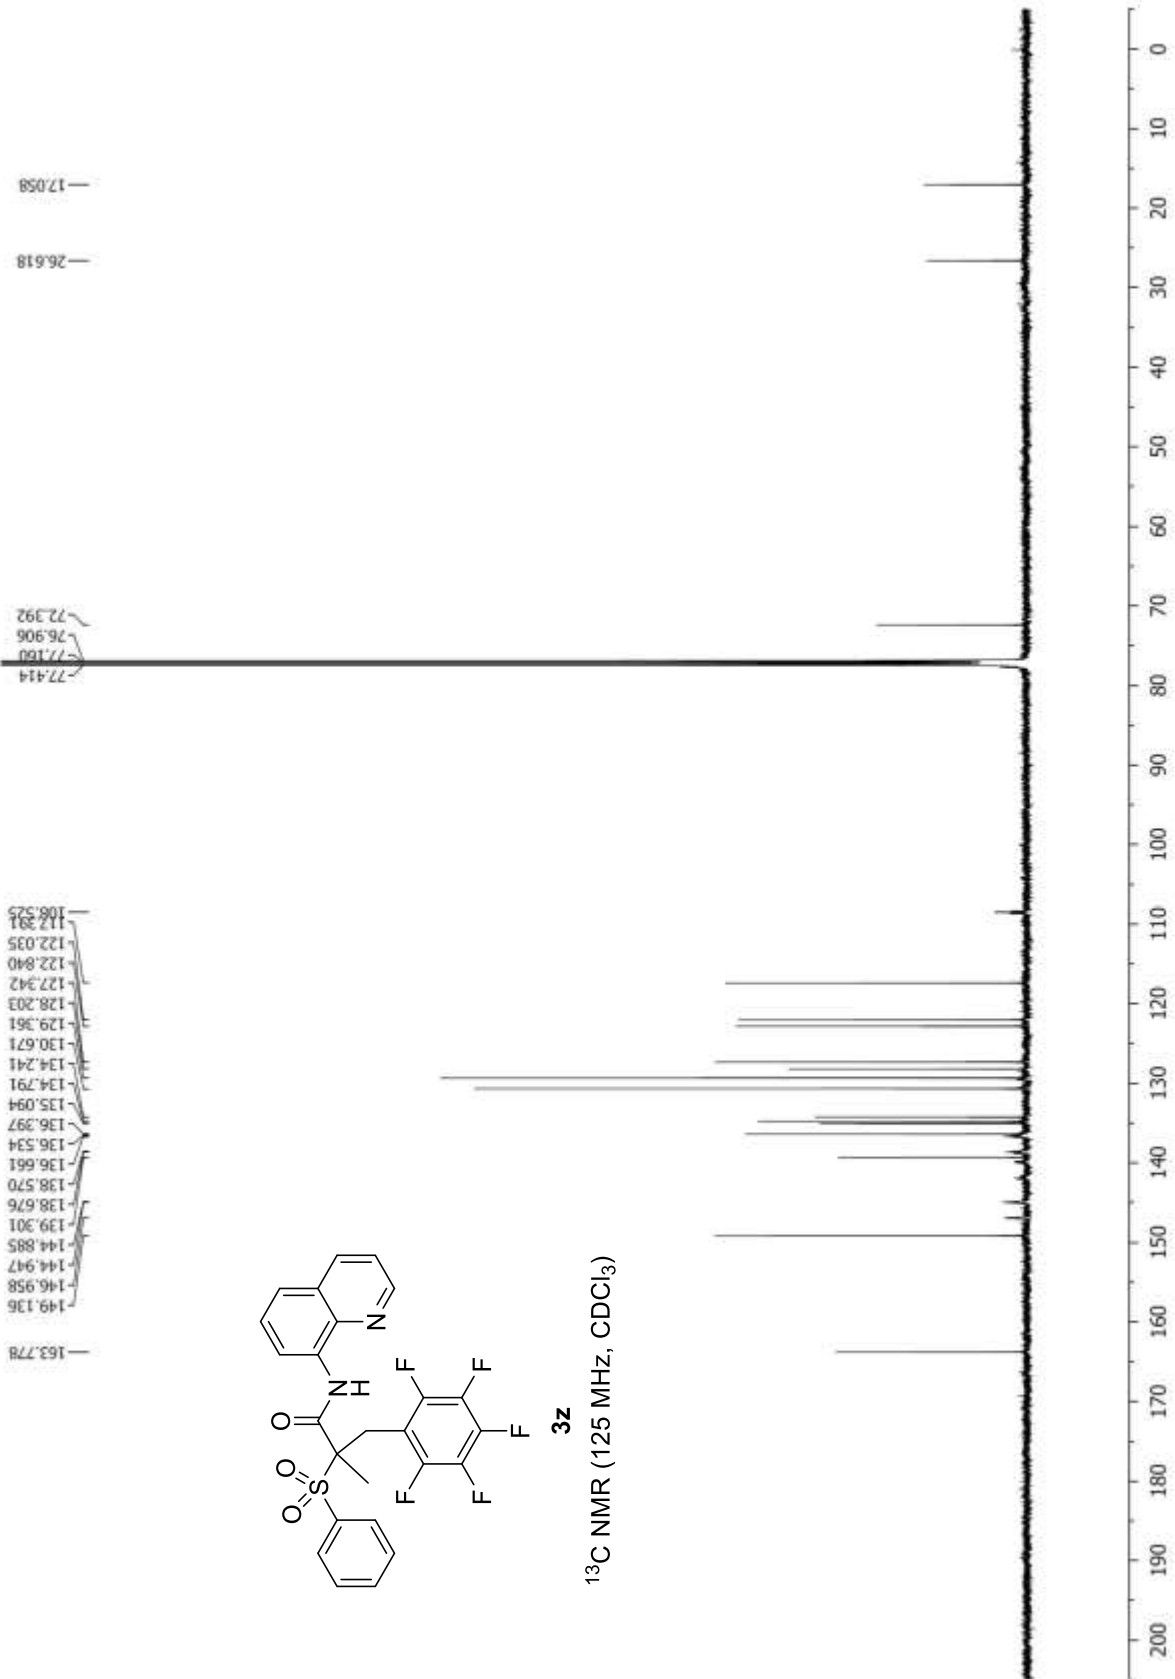 163.778
149.136
146.958
144.947
144.885
139.301
138.676
138.570
136.661
136.534
136.397
135.094
134.791
134.241
130.671
129.361
128.203
127.342
122.840
122.035
117.391
108.525
77.414
77.160
76.906
72.392
26.618
17.058
O
O
S
O
N
H
N
F
F
F
F
F
3z
13C NMR (125 MHz, CDCl3)
200 190 180 170 160 150 140 130 120 110 100 90 80 70 60 50 40 30 20 10 0